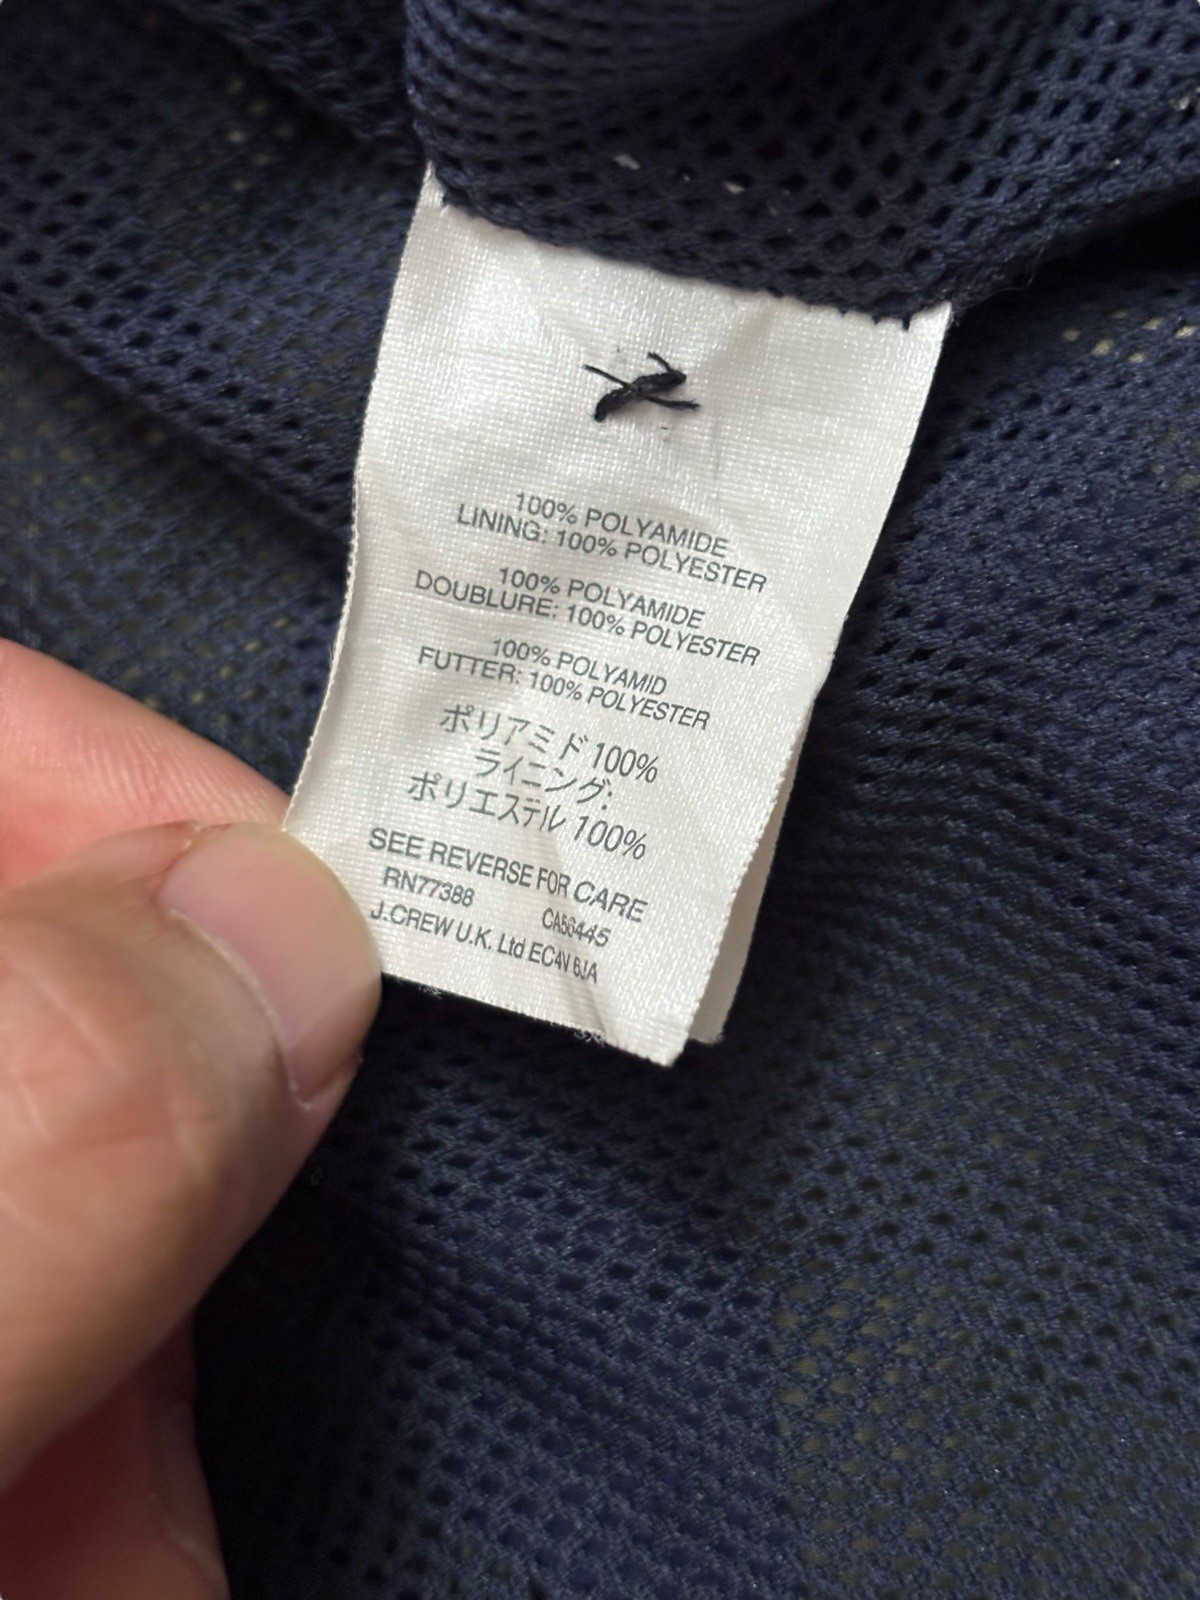 100% POLYAMIDE
LINING: 100% POLYESTER
100% POLYAMIDE
DOUBLURE: 100% POLYESTER
100% POLYAMID
FUTTER: 100% POLYESTER
ポリアミド 100%
ライニング:
ポリエステル 100%
SEE REVERSE FOR CARE
RN77388 CA56445
J.CREW U.K. Ltd EC4V 6JA